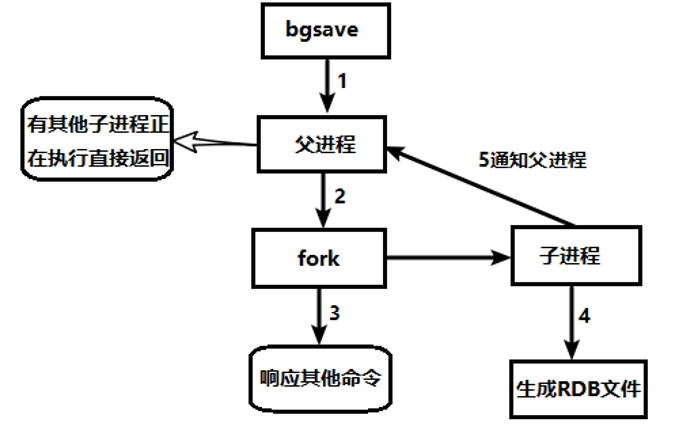 bgsave
1
有其他子进程正
在执行直接返回
父进程
5通知父进程
2
fork
子进程
3
4
响应其他命令
生成RDB文件